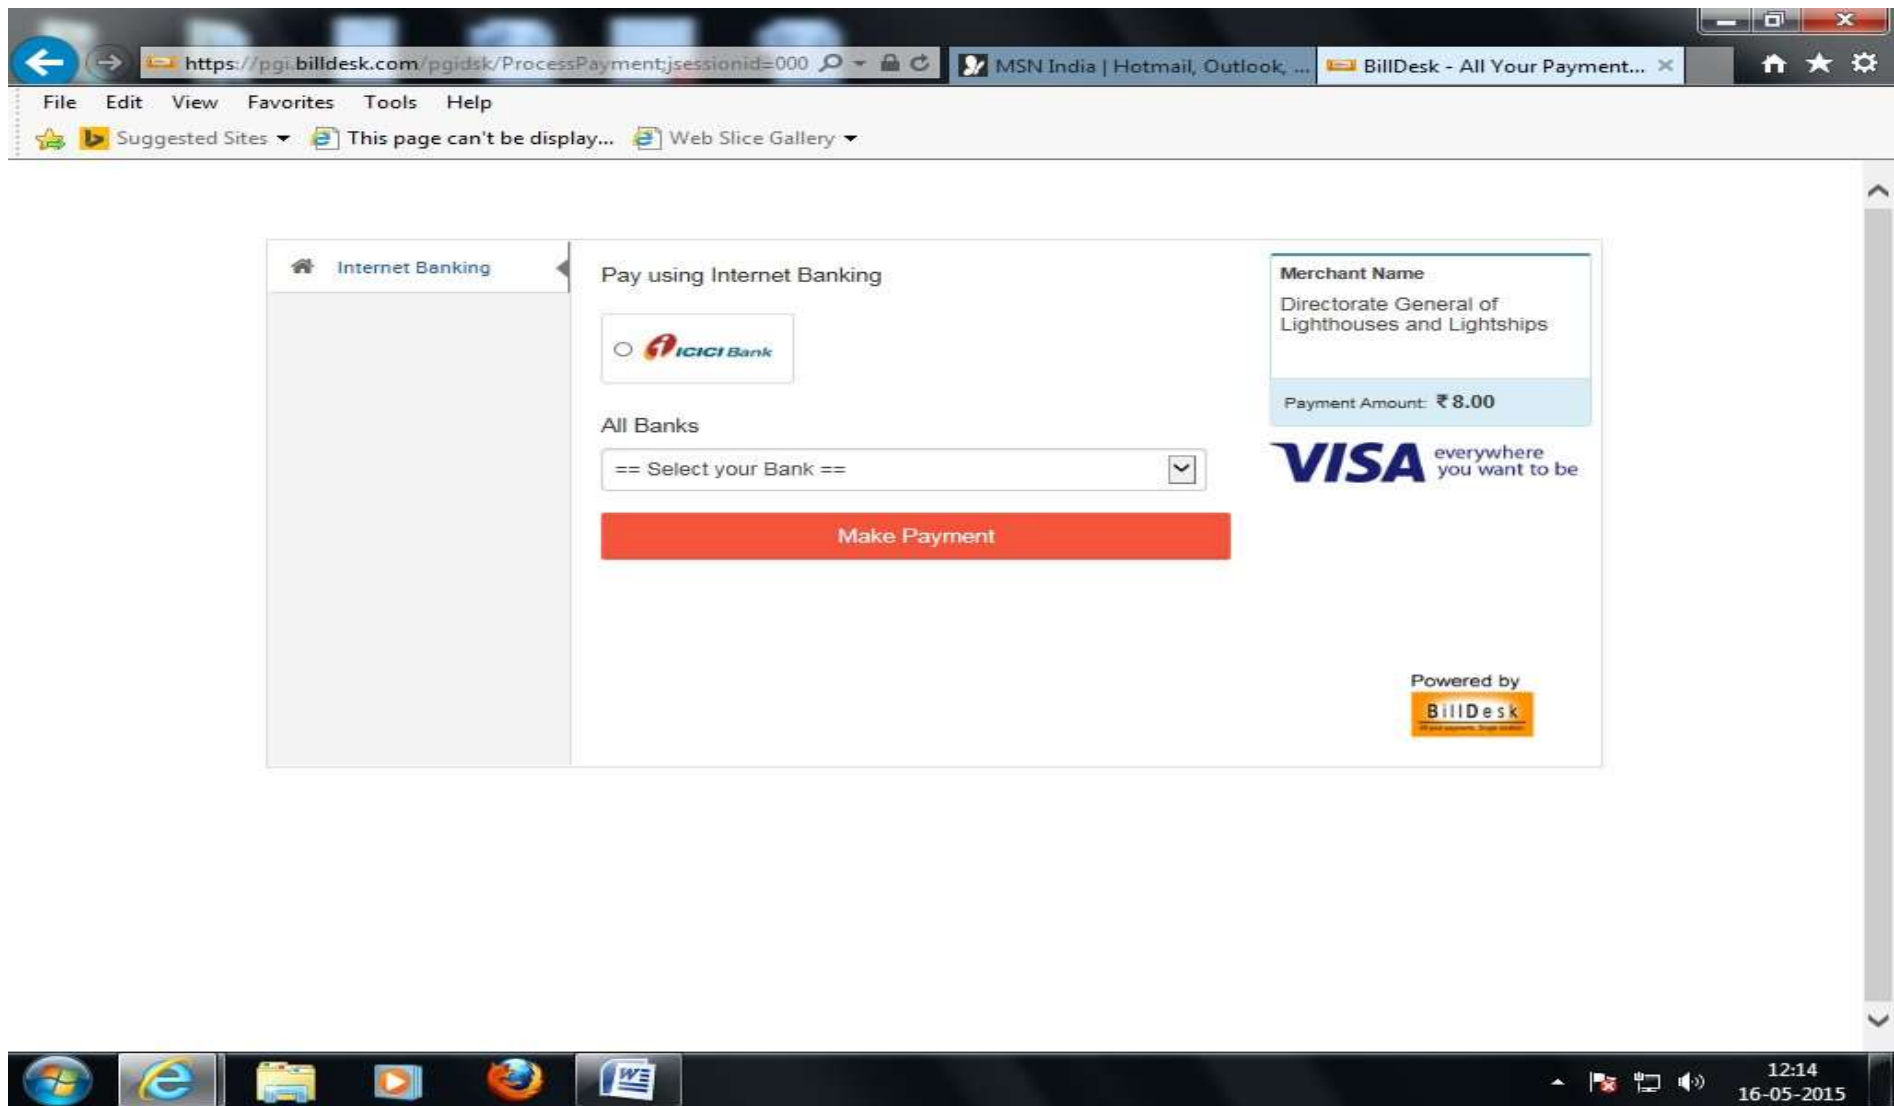 https://pgi.billdesk.com/pgidsk/ProcessPayment;jsessionid=000
MSN India | Hotmail, Outlook, ...
BillDesk - All Your Payment...
File Edit View Favorites Tools Help
Suggested Sites
This page can't be display...
Web Slice Gallery
Internet Banking
Pay using Internet Banking
ICICI Bank
All Banks
== Select your Bank ==
Make Payment
Merchant Name
Directorate General of
Lighthouses and Lightships
Payment Amount: ₹ 8.00
VISA everywhere
you want to be
Powered by
BillDesk
12:14
16-05-2015